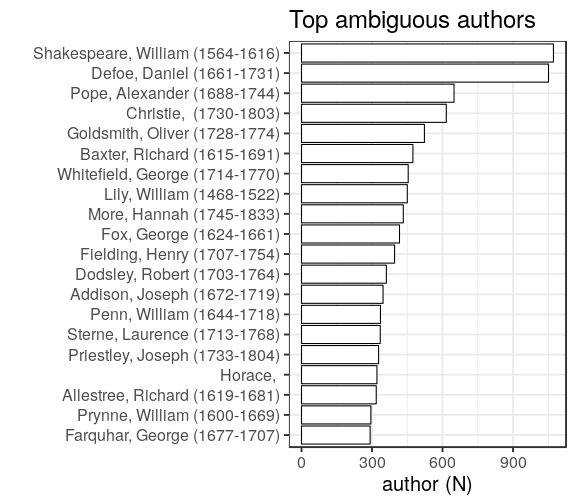 Top ambiguous authors
Shakespeare, William (1564-1616)
Defoe, Daniel (1661-1731)
Pope, Alexander (1688-1744)
Christie,  (1730-1803)
Goldsmith, Oliver (1728-1774)
Baxter, Richard (1615-1691)
Whitefield, George (1714-1770)
Lily, William (1468-1522)
More, Hannah (1745-1833)
Fox, George (1624-1661)
Fielding, Henry (1707-1754)
Dodsley, Robert (1703-1764)
Addison, Joseph (1672-1719)
Penn, William (1644-1718)
Sterne, Laurence (1713-1768)
Priestley, Joseph (1733-1804)
Horace,
Allestree, Richard (1619-1681)
Prynne, William (1600-1669)
Farquhar, George (1677-1707)
0 300 600 900
author (N)